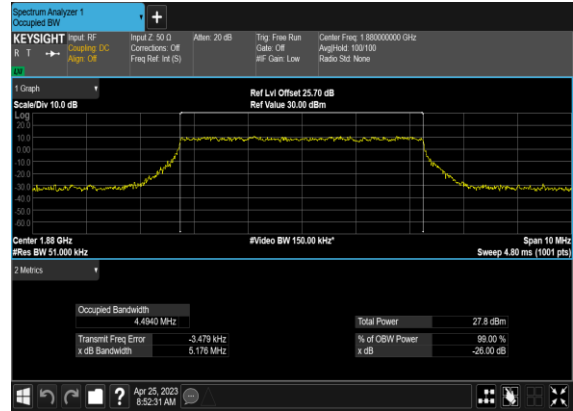 Spectrum Analyzer 1
Occupied BW
KEYSIGHT Input: RF Input Z: 50 Ω Atten: 20 dB Trig: Free Run Center Freq: 1.880000000 GHz
R T Coupling: DC Corrections: Off Gate: Off Avg|Hold: 100/100
Align: Off Freq Ref: Int (S) #IF Gain: Low Radio Std: None
LM
1 Graph
Ref Lvl Offset 25.70 dB
Scale/Div 10.0 dB Ref Value 30.00 dBm
Log
20.0
10.0
0.00
-10.0
-20.0
-30.0
-40.0
-50.0
-60.0
Center 1.88 GHz #Video BW 150.00 kHz* Span 10 MHz
#Res BW 51.000 kHz Sweep 4.80 ms (1001 pts)
2 Metrics
Occupied Bandwidth
4.4940 MHz Total Power 27.8 dBm
Transmit Freq Error -3.479 kHz % of OBW Power 99.00 %
x dB Bandwidth 5.176 MHz x dB -26.00 dB
? Apr 25, 2023
8:52:31 AM